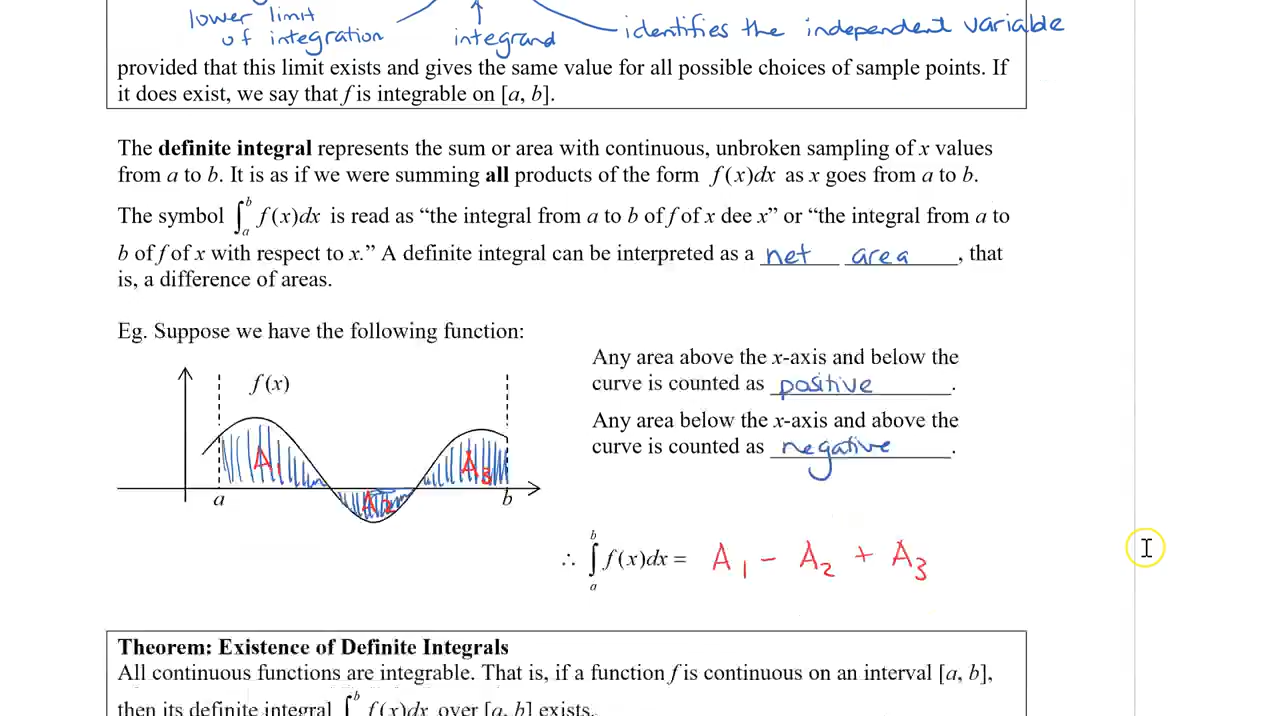 lower limit
of integration
integrand
identifies the independent variable
provided that this limit exists and gives the same value for all possible choices of sample points. If
it does exist, we say that f is integrable on [a, b].
The definite integral represents the sum or area with continuous, unbroken sampling of x values
from a to b. It is as if we were summing all products of the form f(x)dx as x goes from a to b.
The symbol ∫_a^b f(x)dx is read as “the integral from a to b of f of x dee x” or “the integral from a to
b of f of x with respect to x.” A definite integral can be interpreted as a net area, that
is, a difference of areas.
Eg. Suppose we have the following function:
f(x)
A1
A2
A3
a
b
Any area above the x-axis and below the
curve is counted as positive.
Any area below the x-axis and above the
curve is counted as negative.
∴ ∫_a^b f(x)dx = A1 - A2 + A3
Theorem: Existence of Definite Integrals
All continuous functions are integrable. That is, if a function f is continuous on an interval [a, b],
then its definite integral ∫_a^b f(x)dx over [a, b] exists.